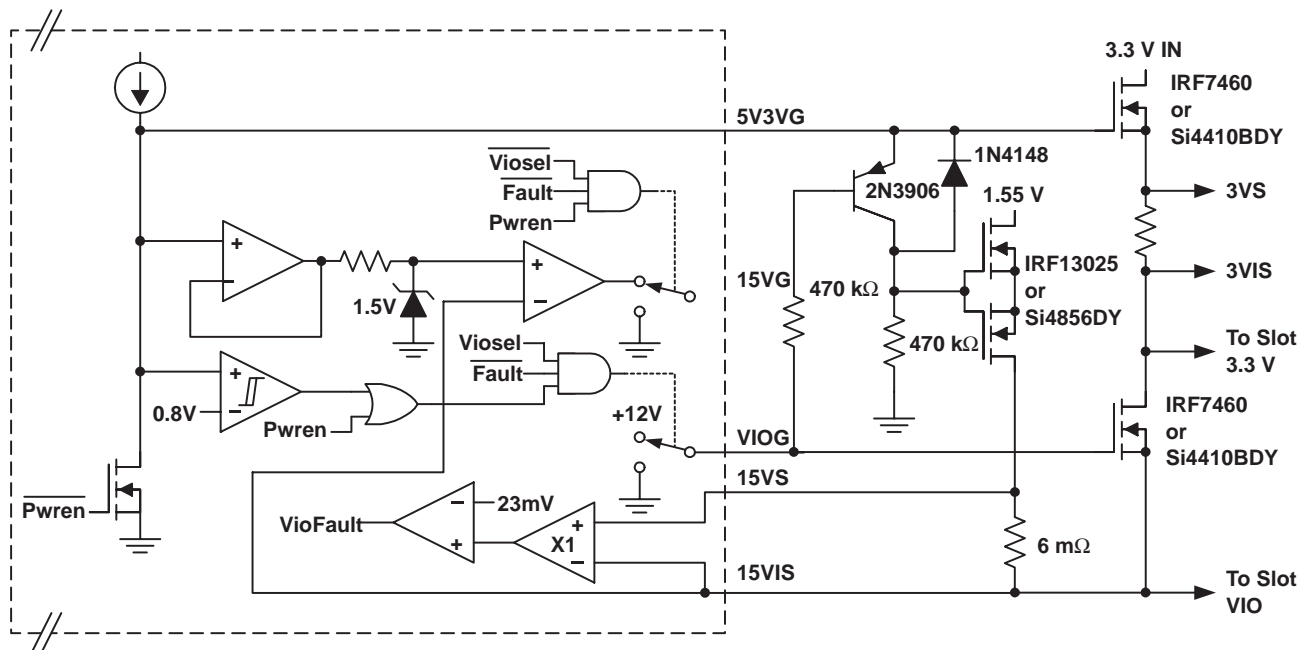 3.3 V IN
IRF7460
or
Si4410BDY
5V3VG
Viosel
Fault
Pwren
1N4148
2N3906
1.55 V
3VS
IRF13025
or
Si4856DY
3VIS
15VG
470 kΩ
1.5V
470 kΩ
To Slot
3.3 V
Viosel
Fault
0.8V
Pwren
+12V
IRF7460
or
Si4410BDY
VIOG
15VS
Pwren
VioFault
23mV
X1
6 mΩ
15VIS
To Slot
VIO
+
−
+
−
+
−
−
+
+
−